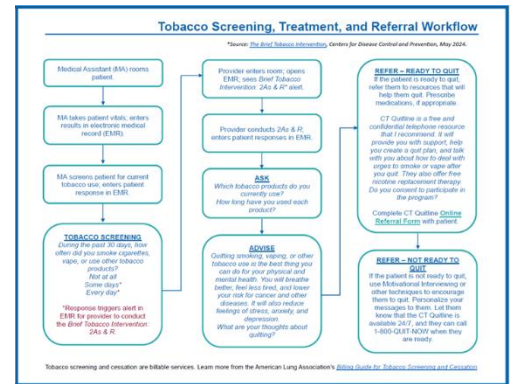 Tobacco Screening, Treatment, and Referral Workflow
*Source: The Brief Tobacco Intervention, Centers for Disease Control and Prevention, May 2024.
Medical Assistant (MA) rooms
patient.
MA takes patient vitals; enters
results in electronic medical
record (EMR).
MA screens patient for current
tobacco use; enters patient
response in EMR.
TOBACCO SCREENING
During the past 30 days, how
often did you smoke cigarettes,
vape, or use other tobacco
products?
Not at all
Some days*
Every day*
*Response triggers alert in
EMR for provider to conduct
the Brief Tobacco Intervention:
2As & R.
Provider enters room; opens
EMR; sees Brief Tobacco
Intervention: 2As & R* alert.
Provider conducts 2As & R;
enters patient responses in EMR.
ASK
Which tobacco products do you
currently use?
How long have you used each
product?
ADVISE
Quitting smoking, vaping, or other
tobacco use is the best thing you
can do for your physical and
mental health. You will breathe
better, feel less tired, and lower
your risk for cancer and other
diseases. It will also reduce
feelings of stress, anxiety, and
depression.
What are your thoughts about
quitting?
REFER – READY TO QUIT
If the patient is ready to quit,
refer them to resources that will
help them quit. Prescribe
medications, if appropriate.
CT Quitline is a free and
confidential telephone resource
that I recommend. It will
provide you with support, help
you create a quit plan, and talk
with you about how to deal with
urges to smoke or vape after
you quit. They also offer free
nicotine replacement therapy.
Do you consent to participate in
the program?
Complete CT Quitline Online
Referral Form with patient.
REFER – NOT READY TO
QUIT
If the patient is not ready to quit,
use Motivational Interviewing or
other techniques to encourage
them to quit. Personalize your
messages to them. Let them
know that the CT Quitline is
available 24/7, and they can call
1-800-QUIT-NOW when they
are ready.
Tobacco screening and cessation are billable services. Learn more from the American Lung Association's Billing Guide for Tobacco Screening and Cessation